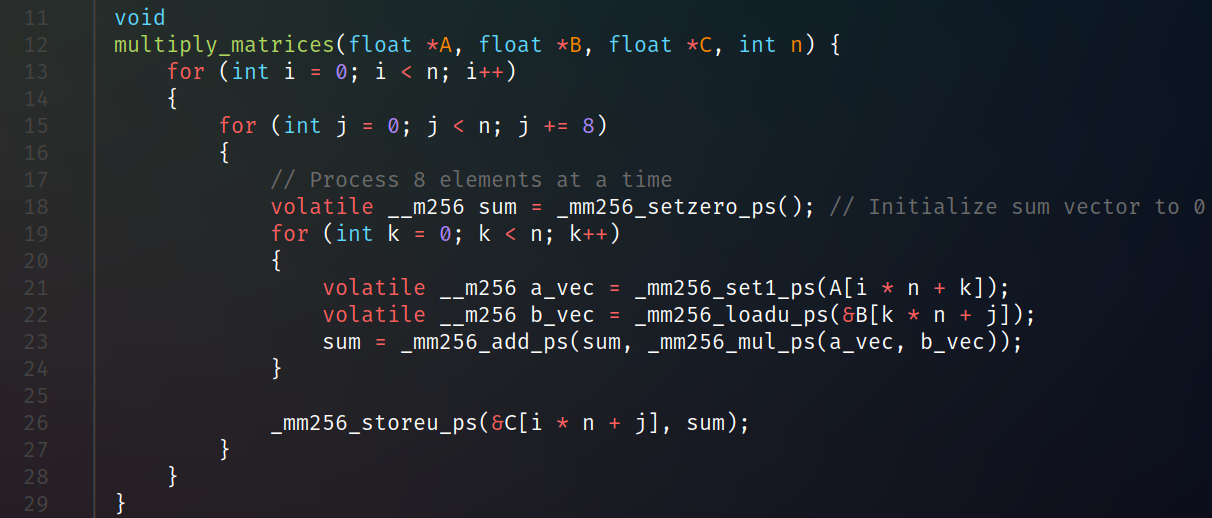 11 void
12 multiply_matrices(float *A, float *B, float *C, int n) {
13     for (int i = 0; i < n; i++)
14     {
15         for (int j = 0; j < n; j += 8)
16         {
17             // Process 8 elements at a time
18             volatile __m256 sum = _mm256_setzero_ps(); // Initialize sum vector to 0
19             for (int k = 0; k < n; k++)
20             {
21                 volatile __m256 a_vec = _mm256_set1_ps(A[i * n + k]);
22                 volatile __m256 b_vec = _mm256_loadu_ps(&B[k * n + j]);
23                 sum = _mm256_add_ps(sum, _mm256_mul_ps(a_vec, b_vec));
24             }
25
26             _mm256_storeu_ps(&C[i * n + j], sum);
27         }
28     }
29 }